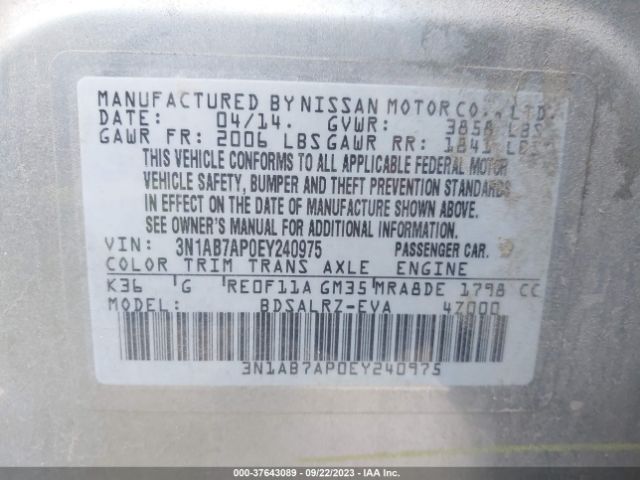 MANUFACTURED BY NISSAN MOTOR CO., LTD.
DATE: 04/14. GVWR: 3858 LBS
GAWR FR: 2006 LBS GAWR RR: 1841 LBS
THIS VEHICLE CONFORMS TO ALL APPLICABLE FEDERAL MOTOR
VEHICLE SAFETY, BUMPER AND THEFT PREVENTION STANDARDS
IN EFFECT ON THE DATE OF MANUFACTURE SHOWN ABOVE.
SEE OWNER'S MANUAL FOR ADDITIONAL INFORMATION.
VIN: 3N1AB7AP0EY240975 PASSENGER CAR.
COLOR TRIM TRANS AXLE ENGINE
K36 G RE0F11A GM35 MRA8DE 1798 CC
MODEL: BDSALRZ-EVA 47000
3N1AB7AP0EY240975
000-37643089 - 09/22/2023 - IAA